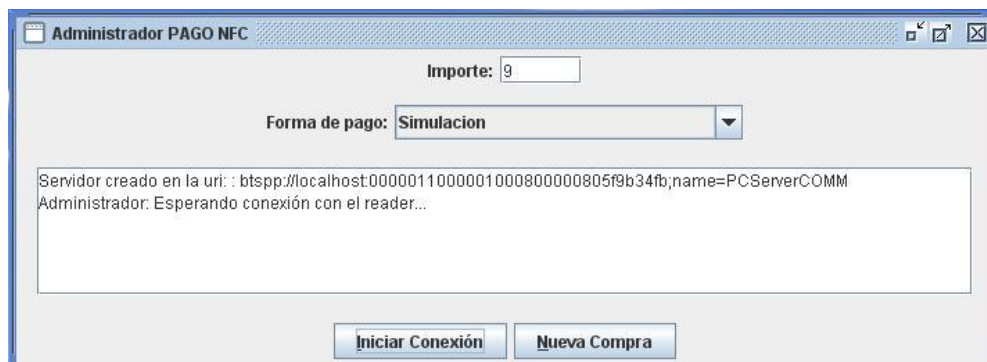 Administrador PAGO NFC
Importe: 9
Forma de pago: Simulacion
Servidor creado en la uri: : btspp://localhost:0000011000001000800000805f9b34fb;name=PCServerCOMM
Administrador: Esperando conexión con el reader...
Iniciar Conexión Nueva Compra